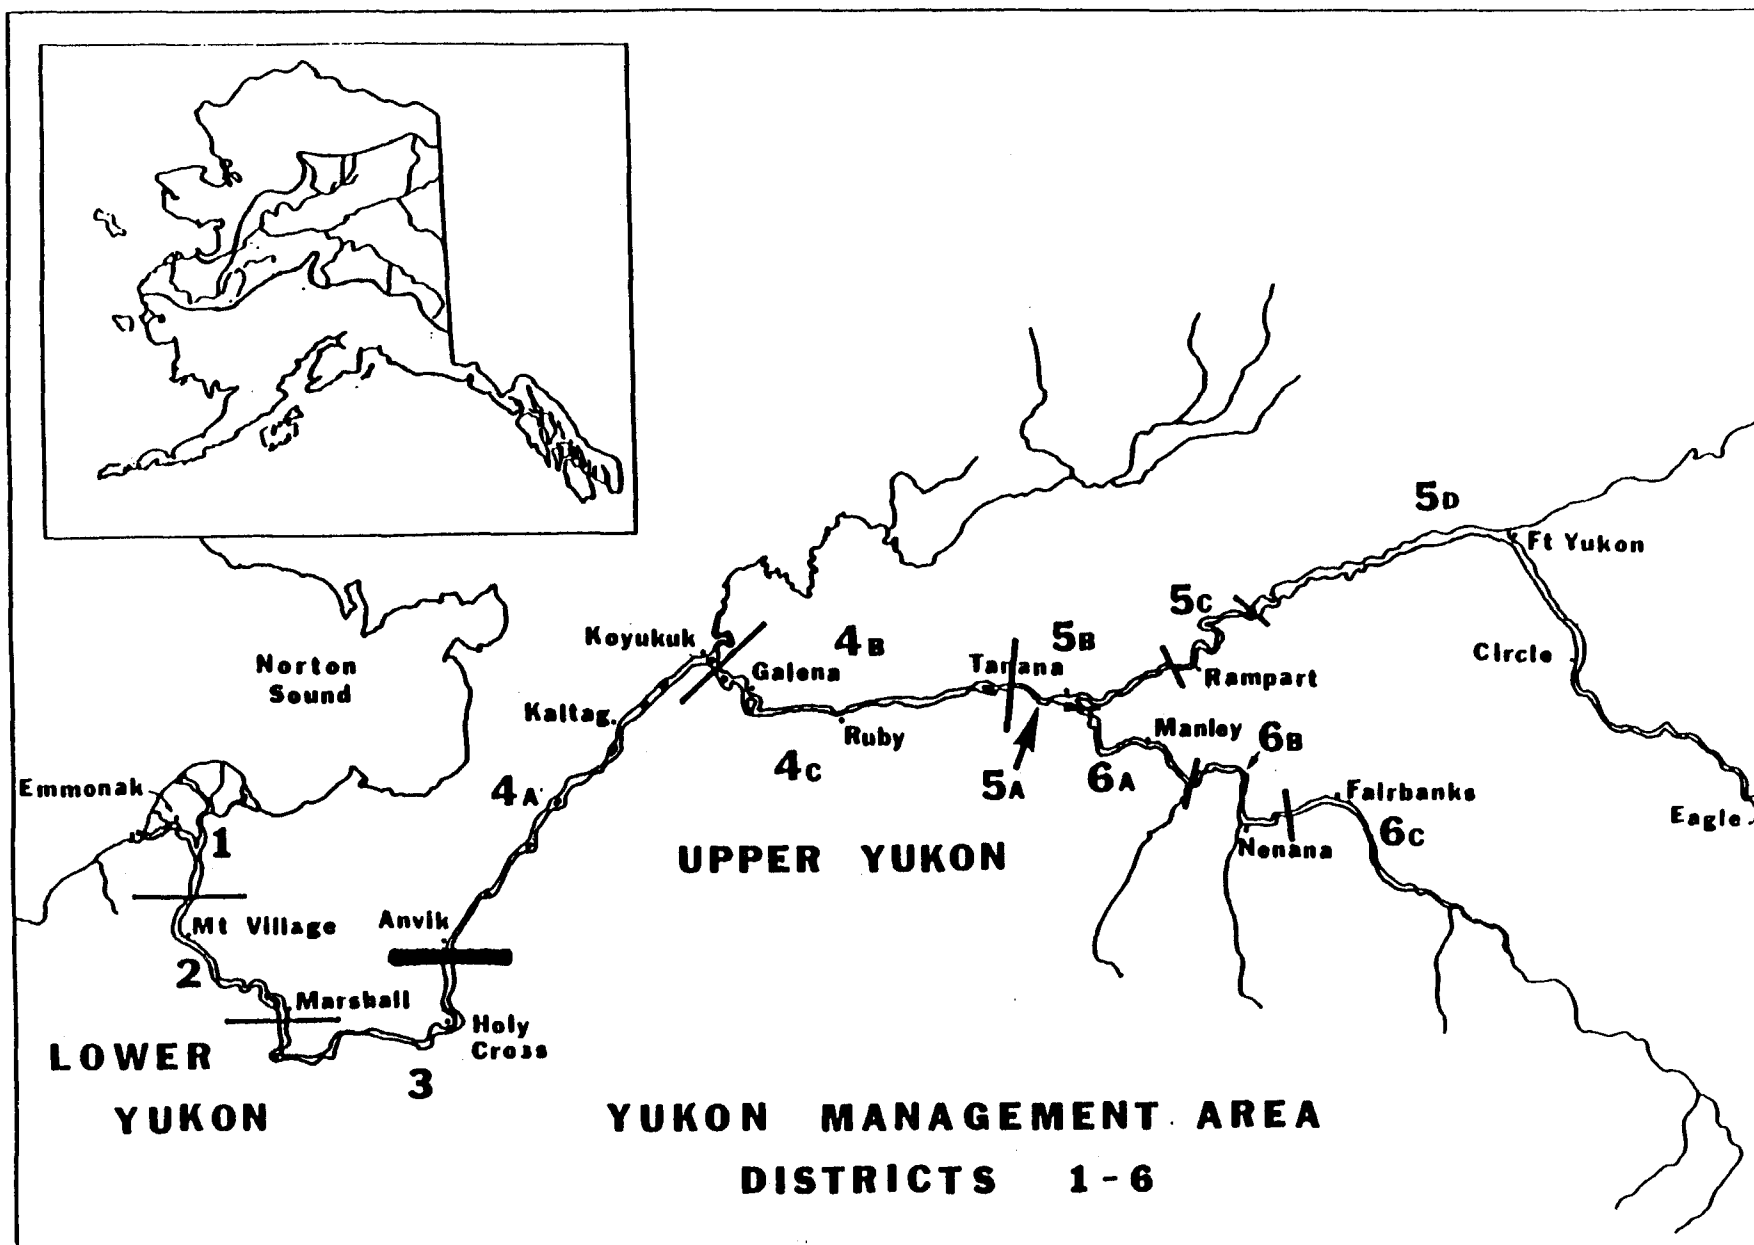 5D
Ft Yukon
5C
Koyukuk
4B
5B
Norton
Sound
Galena
Tanana
Rampart
Circle
Kaltag
Ruby
Manley
6B
Emmonak
4A
4C
5A
6A
Fairbanks
Eagle
1
6C
Nenana
UPPER YUKON
Mt Village
Anvik
2
Marshall
Holy
Cross
LOWER
YUKON
3
YUKON MANAGEMENT AREA
DISTRICTS 1-6